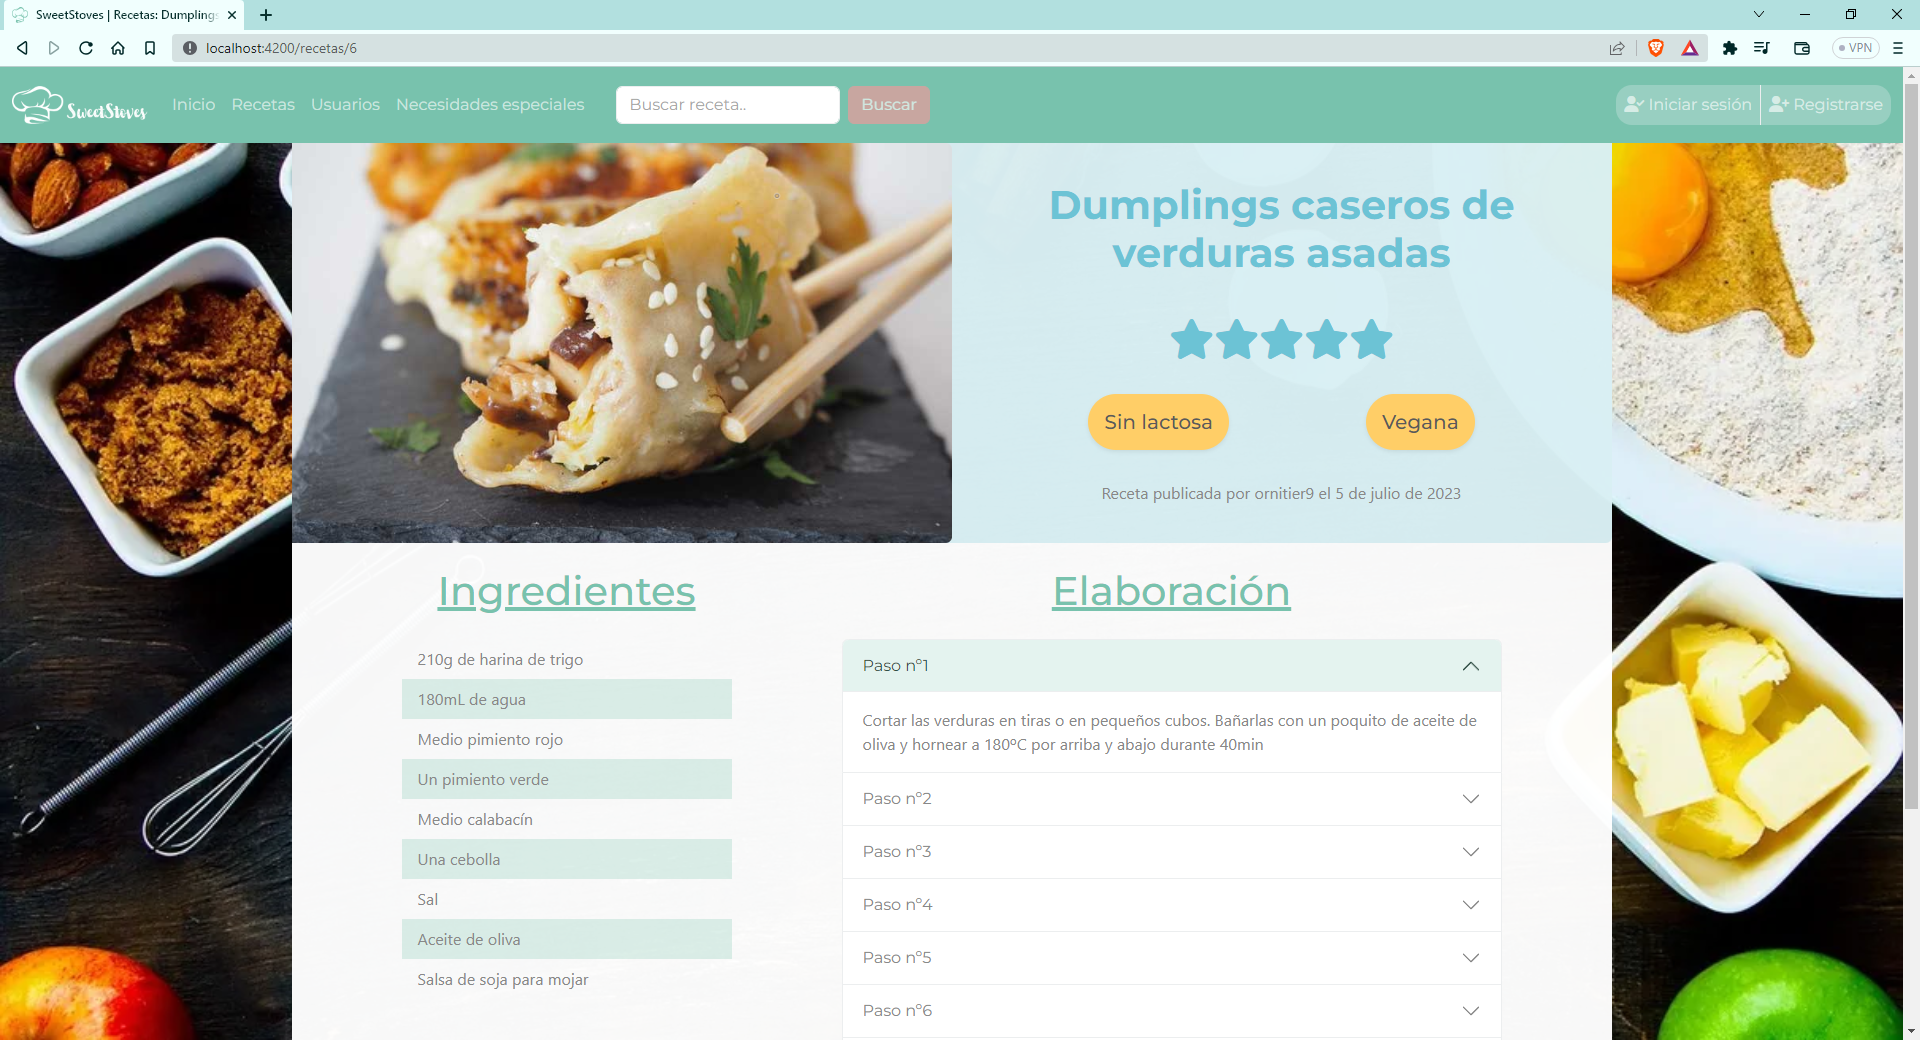 SweetStoves | Recetas: Dumplings
localhost:4200/recetas/6
VPN
SweetStoves
Inicio
Recetas
Usuarios
Necesidades especiales
Buscar receta..
Buscar
Iniciar sesión
Registrarse
Dumplings caseros de
verduras asadas
Sin lactosa
Vegana
Receta publicada por ornitier9 el 5 de julio de 2023
Ingredientes
210g de harina de trigo
180mL de agua
Medio pimiento rojo
Un pimiento verde
Medio calabacín
Una cebolla
Sal
Aceite de oliva
Salsa de soja para mojar
Elaboración
Paso nº1
Cortar las verduras en tiras o en pequeños cubos. Bañarlas con un poquito de aceite de
oliva y hornear a 180ºC por arriba y abajo durante 40min
Paso nº2
Paso nº3
Paso nº4
Paso nº5
Paso nº6